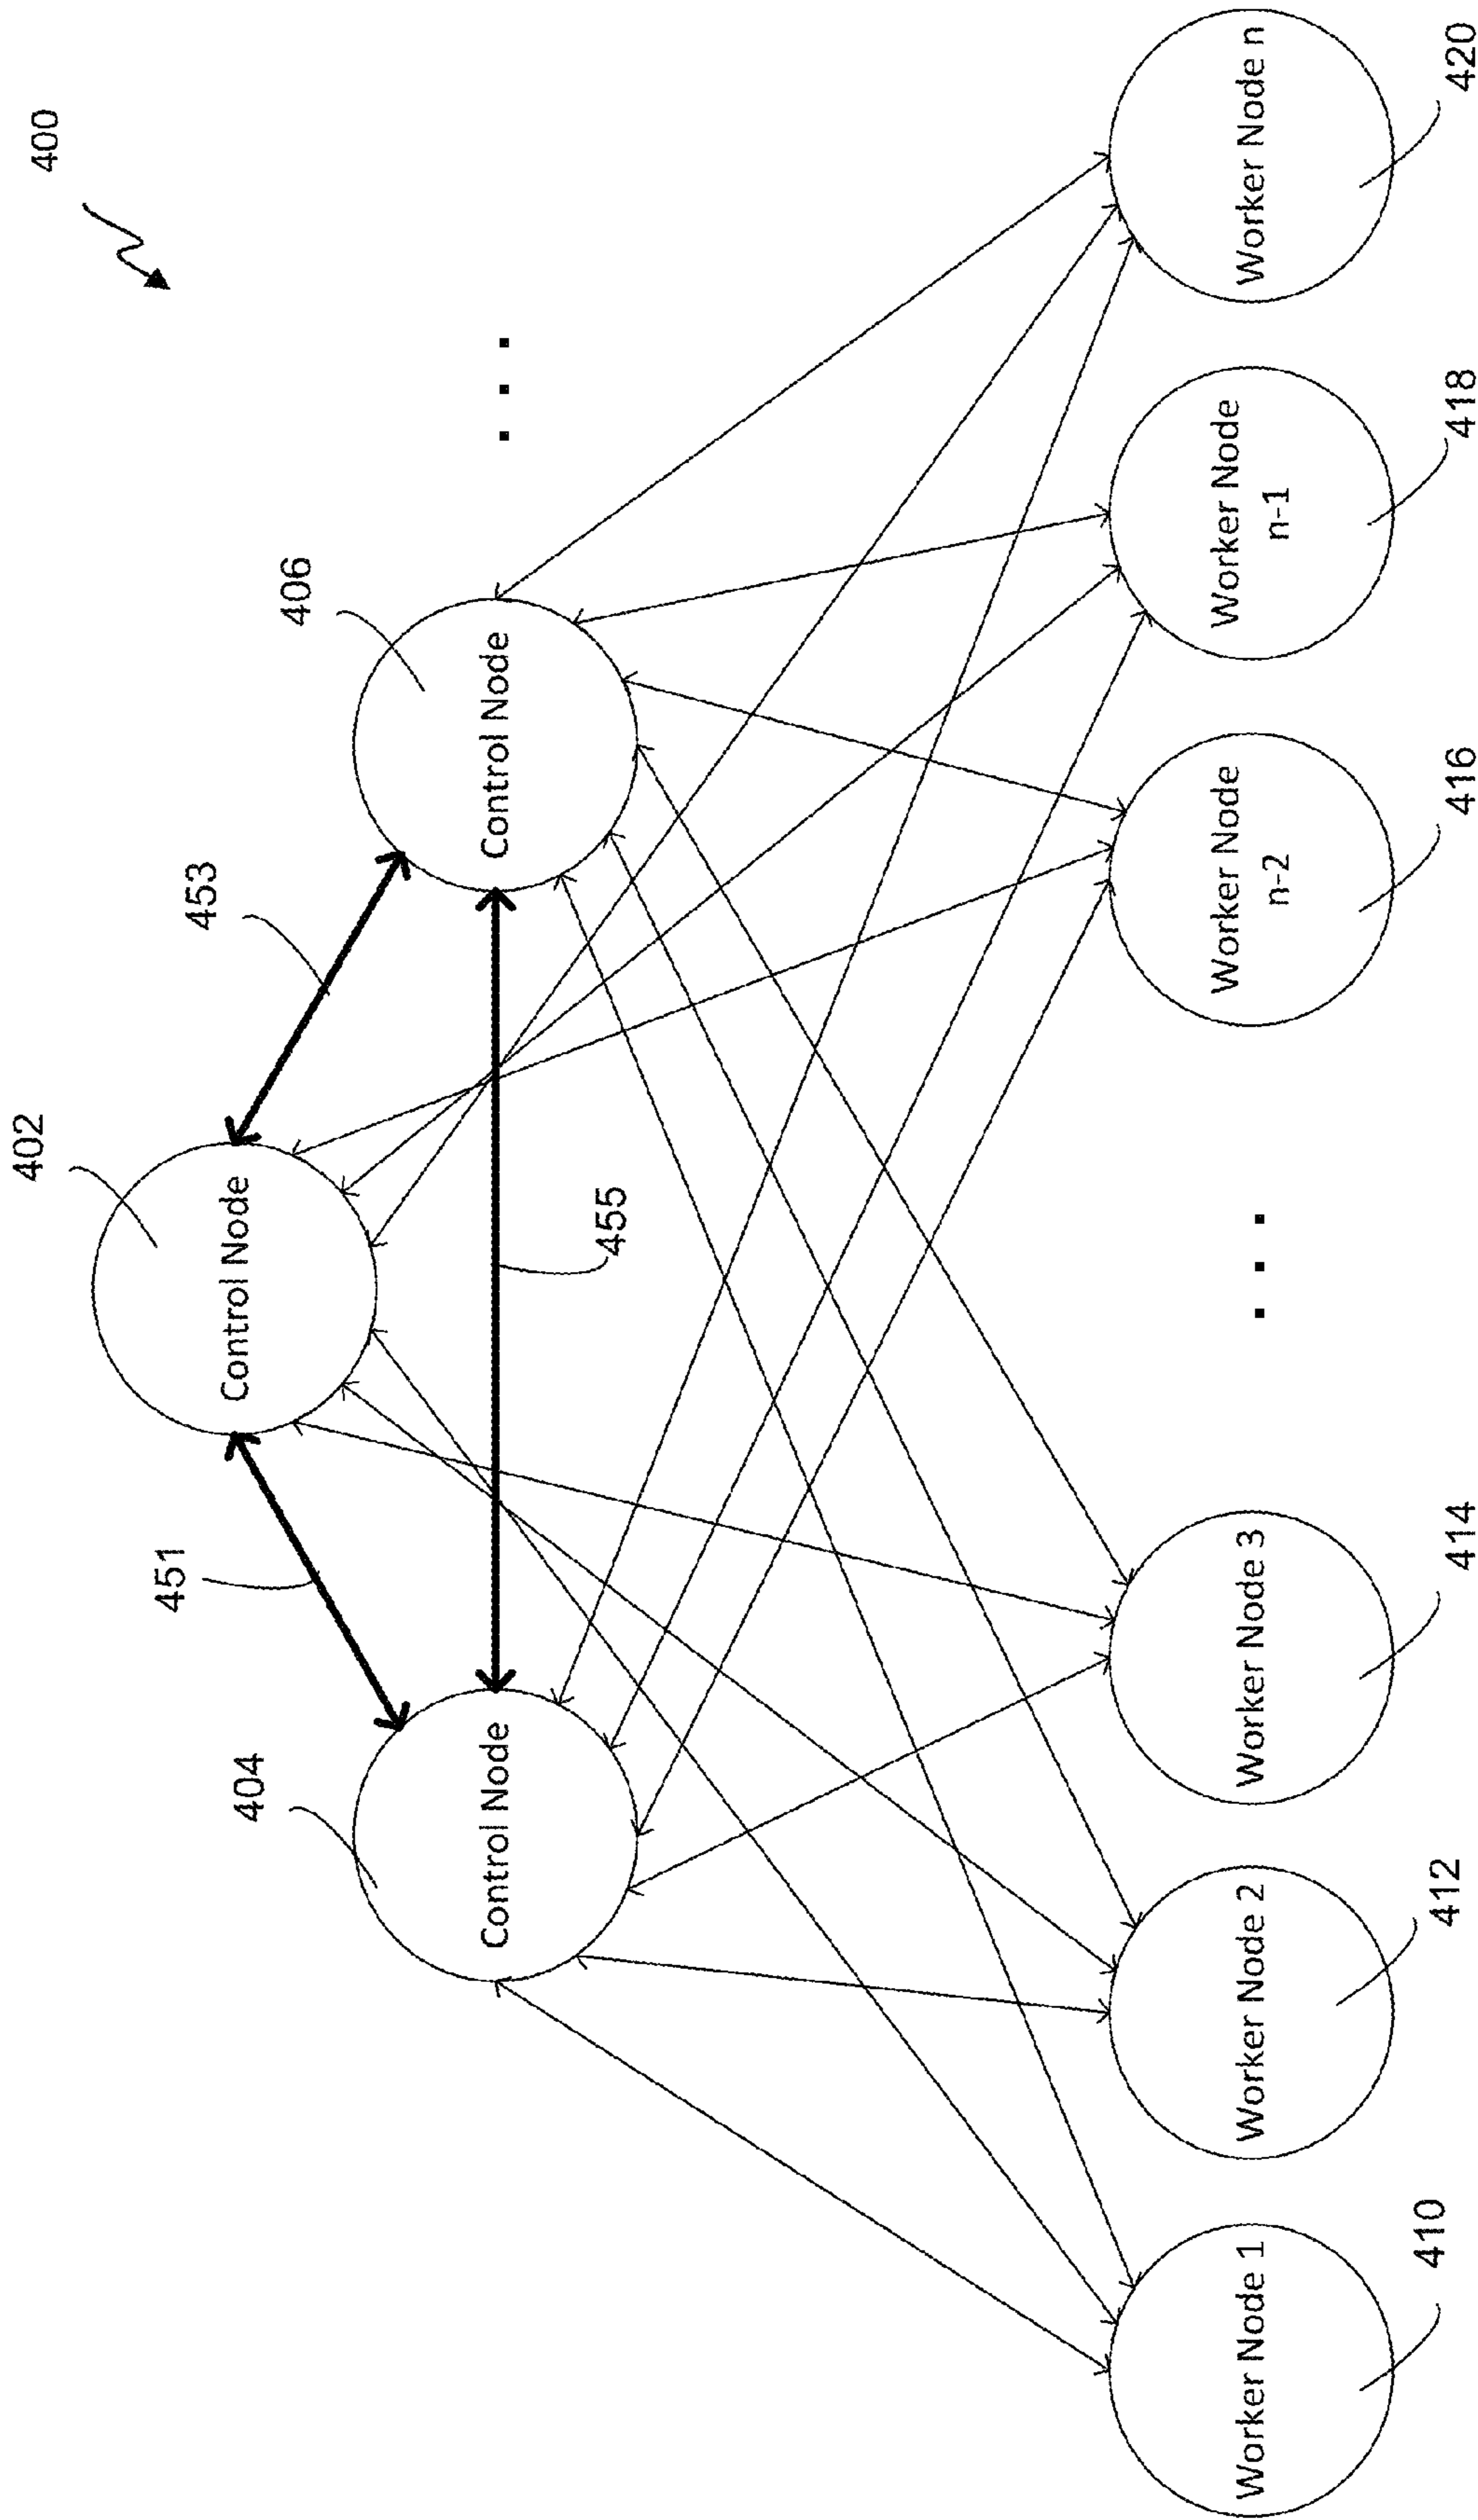 400
402
Control Node
451
453
404
406
Control Node
Control Node
. . .
455
Worker Node 1
Worker Node 2
Worker Node 3
. . .
Worker Node
n-2
Worker Node
n-1
Worker Node n
410
412
414
416
418
420